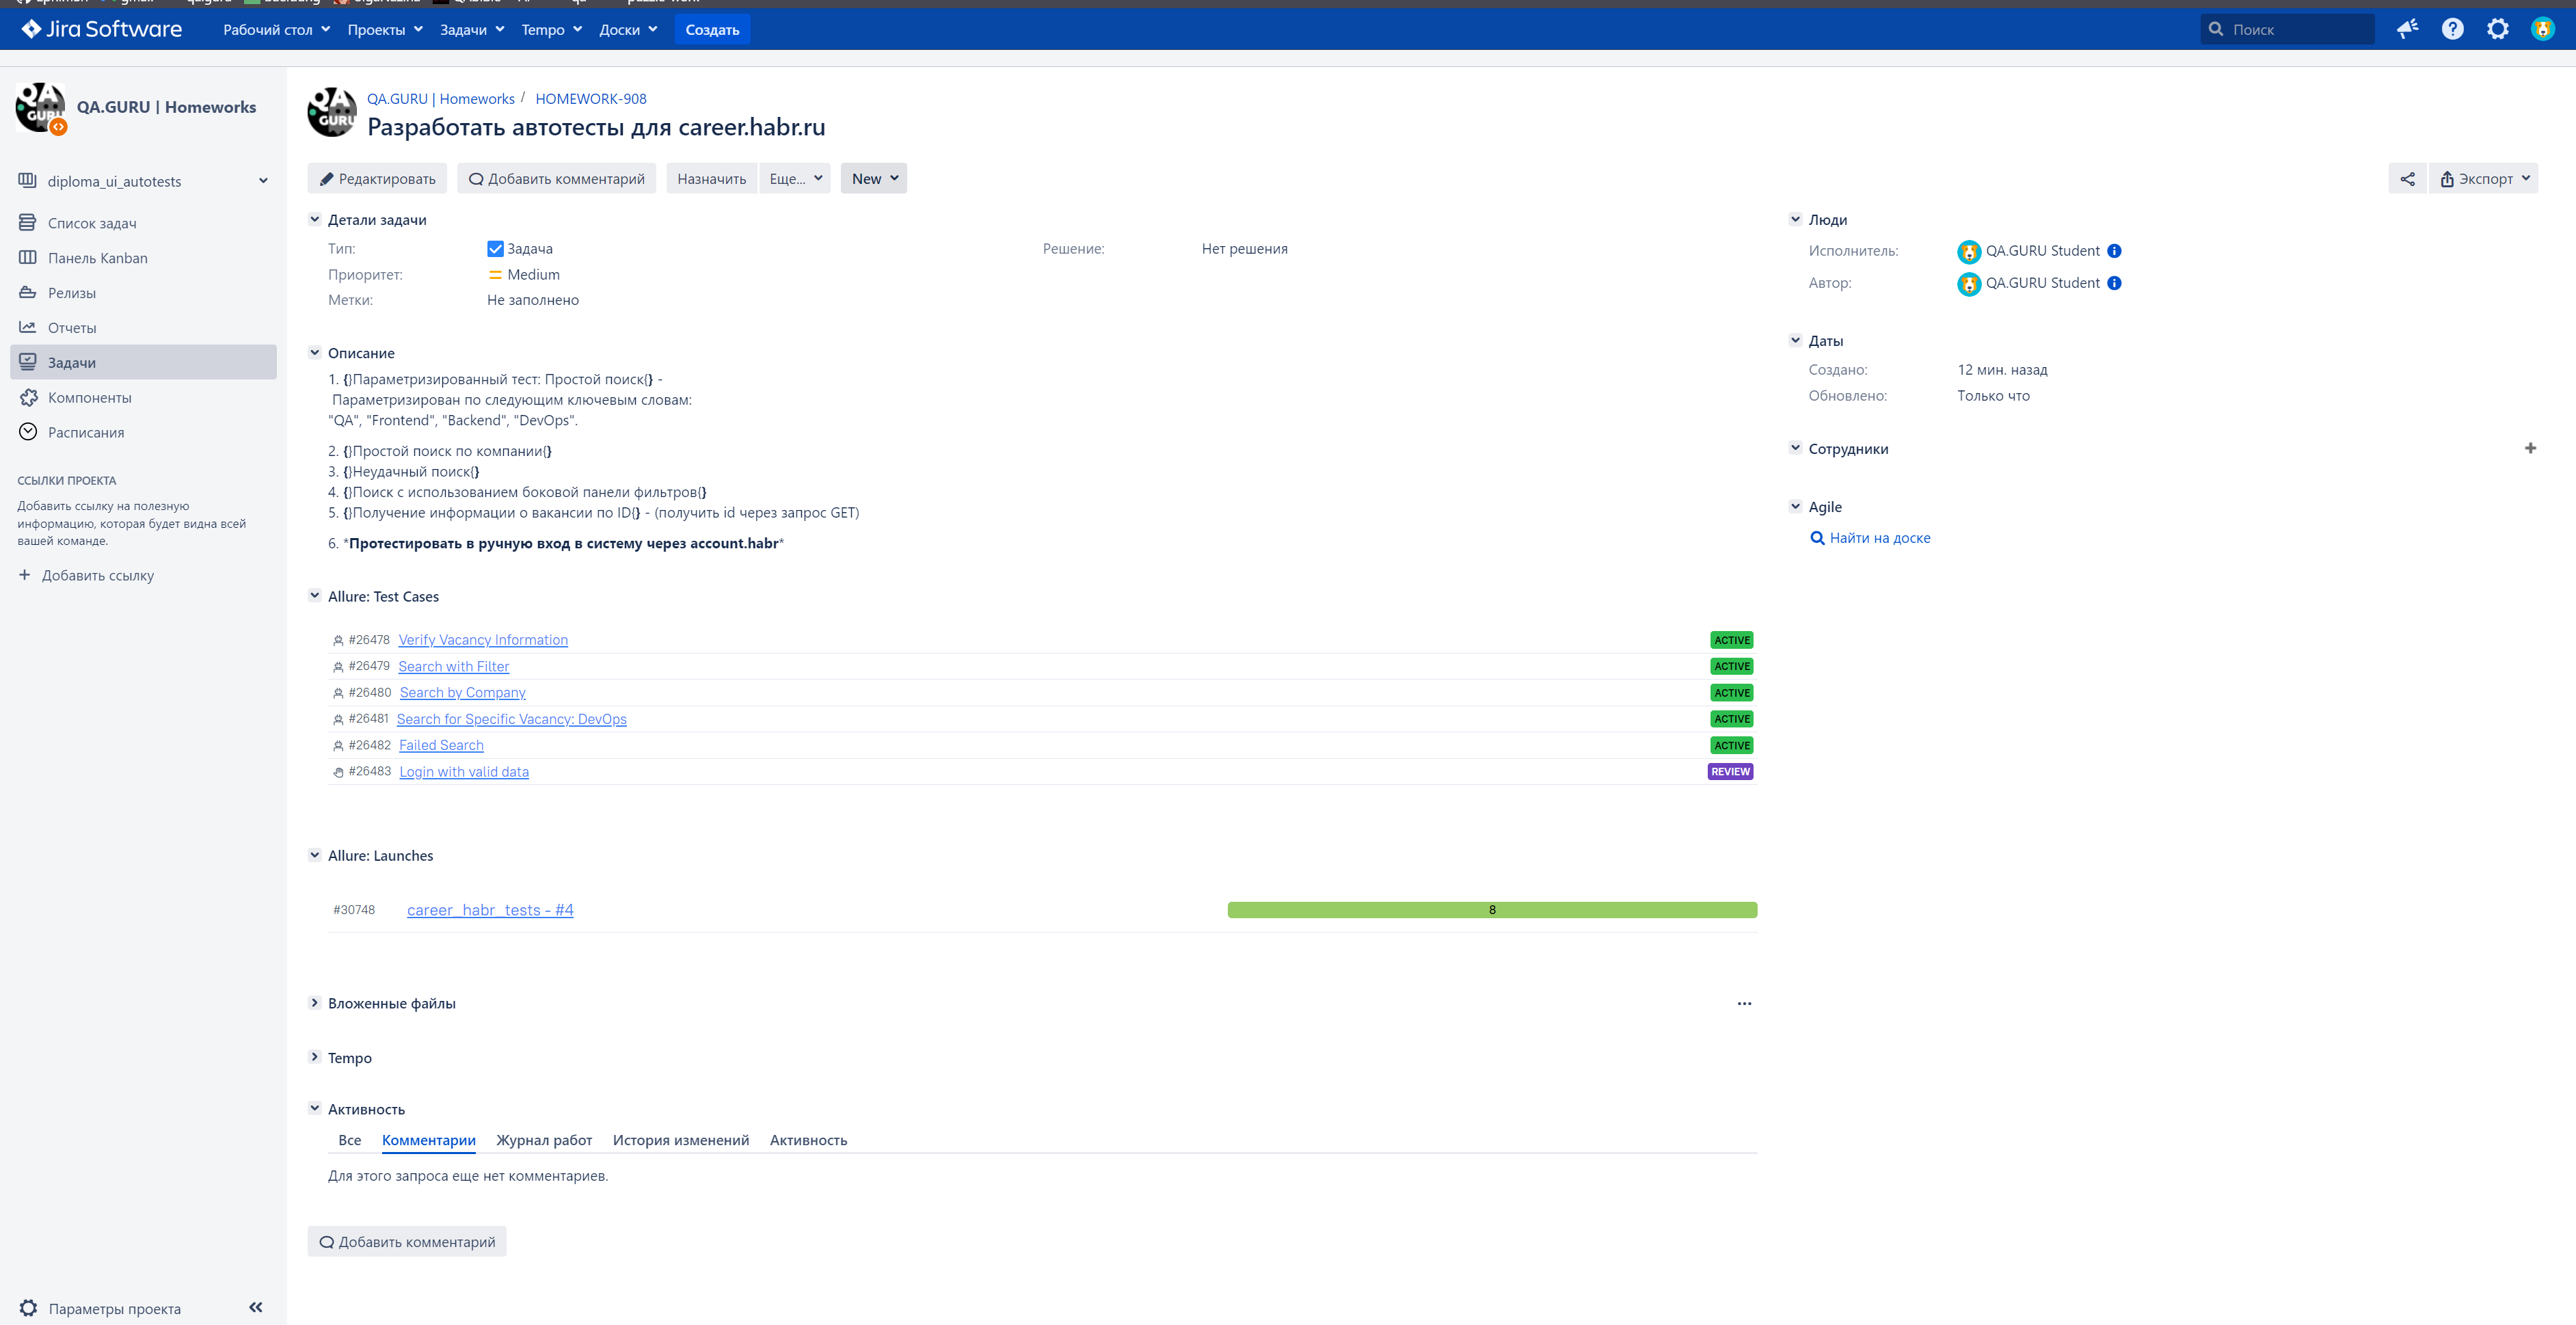 Jira Software
Рабочий стол
Проекты
Задачи
Tempo
Доски
Создать
Поиск
QA.GURU | Homeworks
diploma_ui_autotests
Список задач
Панель Kanban
Релизы
Отчеты
Задачи
Компоненты
Расписания
ССЫЛКИ ПРОЕКТА
Добавить ссылку на полезную
информацию, которая будет видна всей
вашей команде.
Добавить ссылку
Параметры проекта
QA GURU
QA.GURU | Homeworks / HOMEWORK-908
Разработать автотесты для career.habr.ru
Редактировать
Добавить комментарий
Назначить
Еще...
New
Экспорт
Детали задачи
Тип: Задача
Решение: Нет решения
Приоритет: Medium
Метки: Не заполнено
Описание
1. {}Параметризированный тест: Простой поиск{} -
Параметризирован по следующим ключевым словам:
"QA", "Frontend", "Backend", "DevOps".
2. {}Простой поиск по компании{}
3. {}Неудачный поиск{}
4. {}Поиск с использованием боковой панели фильтров{}
5. {}Получение информации о вакансии по ID{} - (получить id через запрос GET)
6. *Протестировать в ручную вход в систему через account.habr*
Allure: Test Cases
#26478 Verify Vacancy Information ACTIVE
#26479 Search with Filter ACTIVE
#26480 Search by Company ACTIVE
#26481 Search for Specific Vacancy: DevOps ACTIVE
#26482 Failed Search ACTIVE
#26483 Login with valid data REVIEW
Allure: Launches
#30748 career_habr_tests - #4 8
Вложенные файлы
Tempo
Активность
Все Комментарии Журнал работ История изменений Активность
Для этого запроса еще нет комментариев.
Добавить комментарий
Люди
Исполнитель: QA.GURU Student
Автор: QA.GURU Student
Даты
Создано: 12 мин. назад
Обновлено: Только что
Сотрудники
Agile
Найти на доске